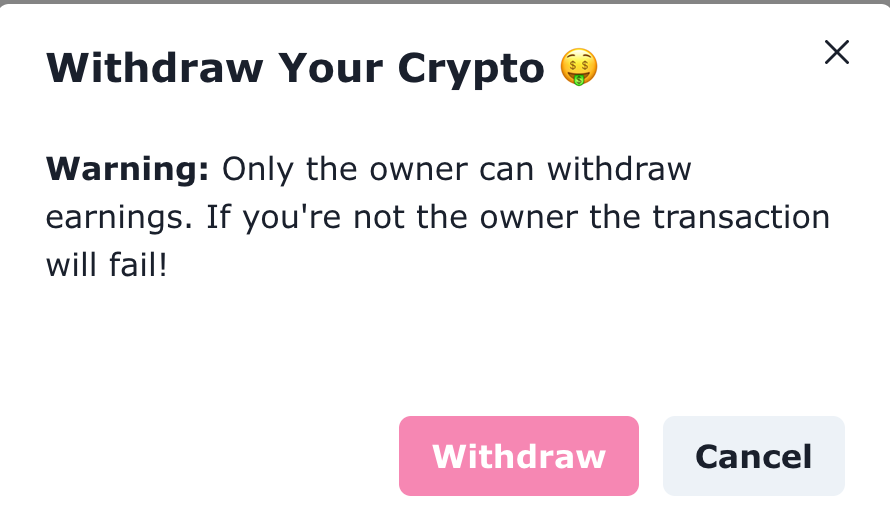 Withdraw Your Crypto 🤑
Warning: Only the owner can withdraw
earnings. If you're not the owner the transaction
will fail!
Withdraw Cancel